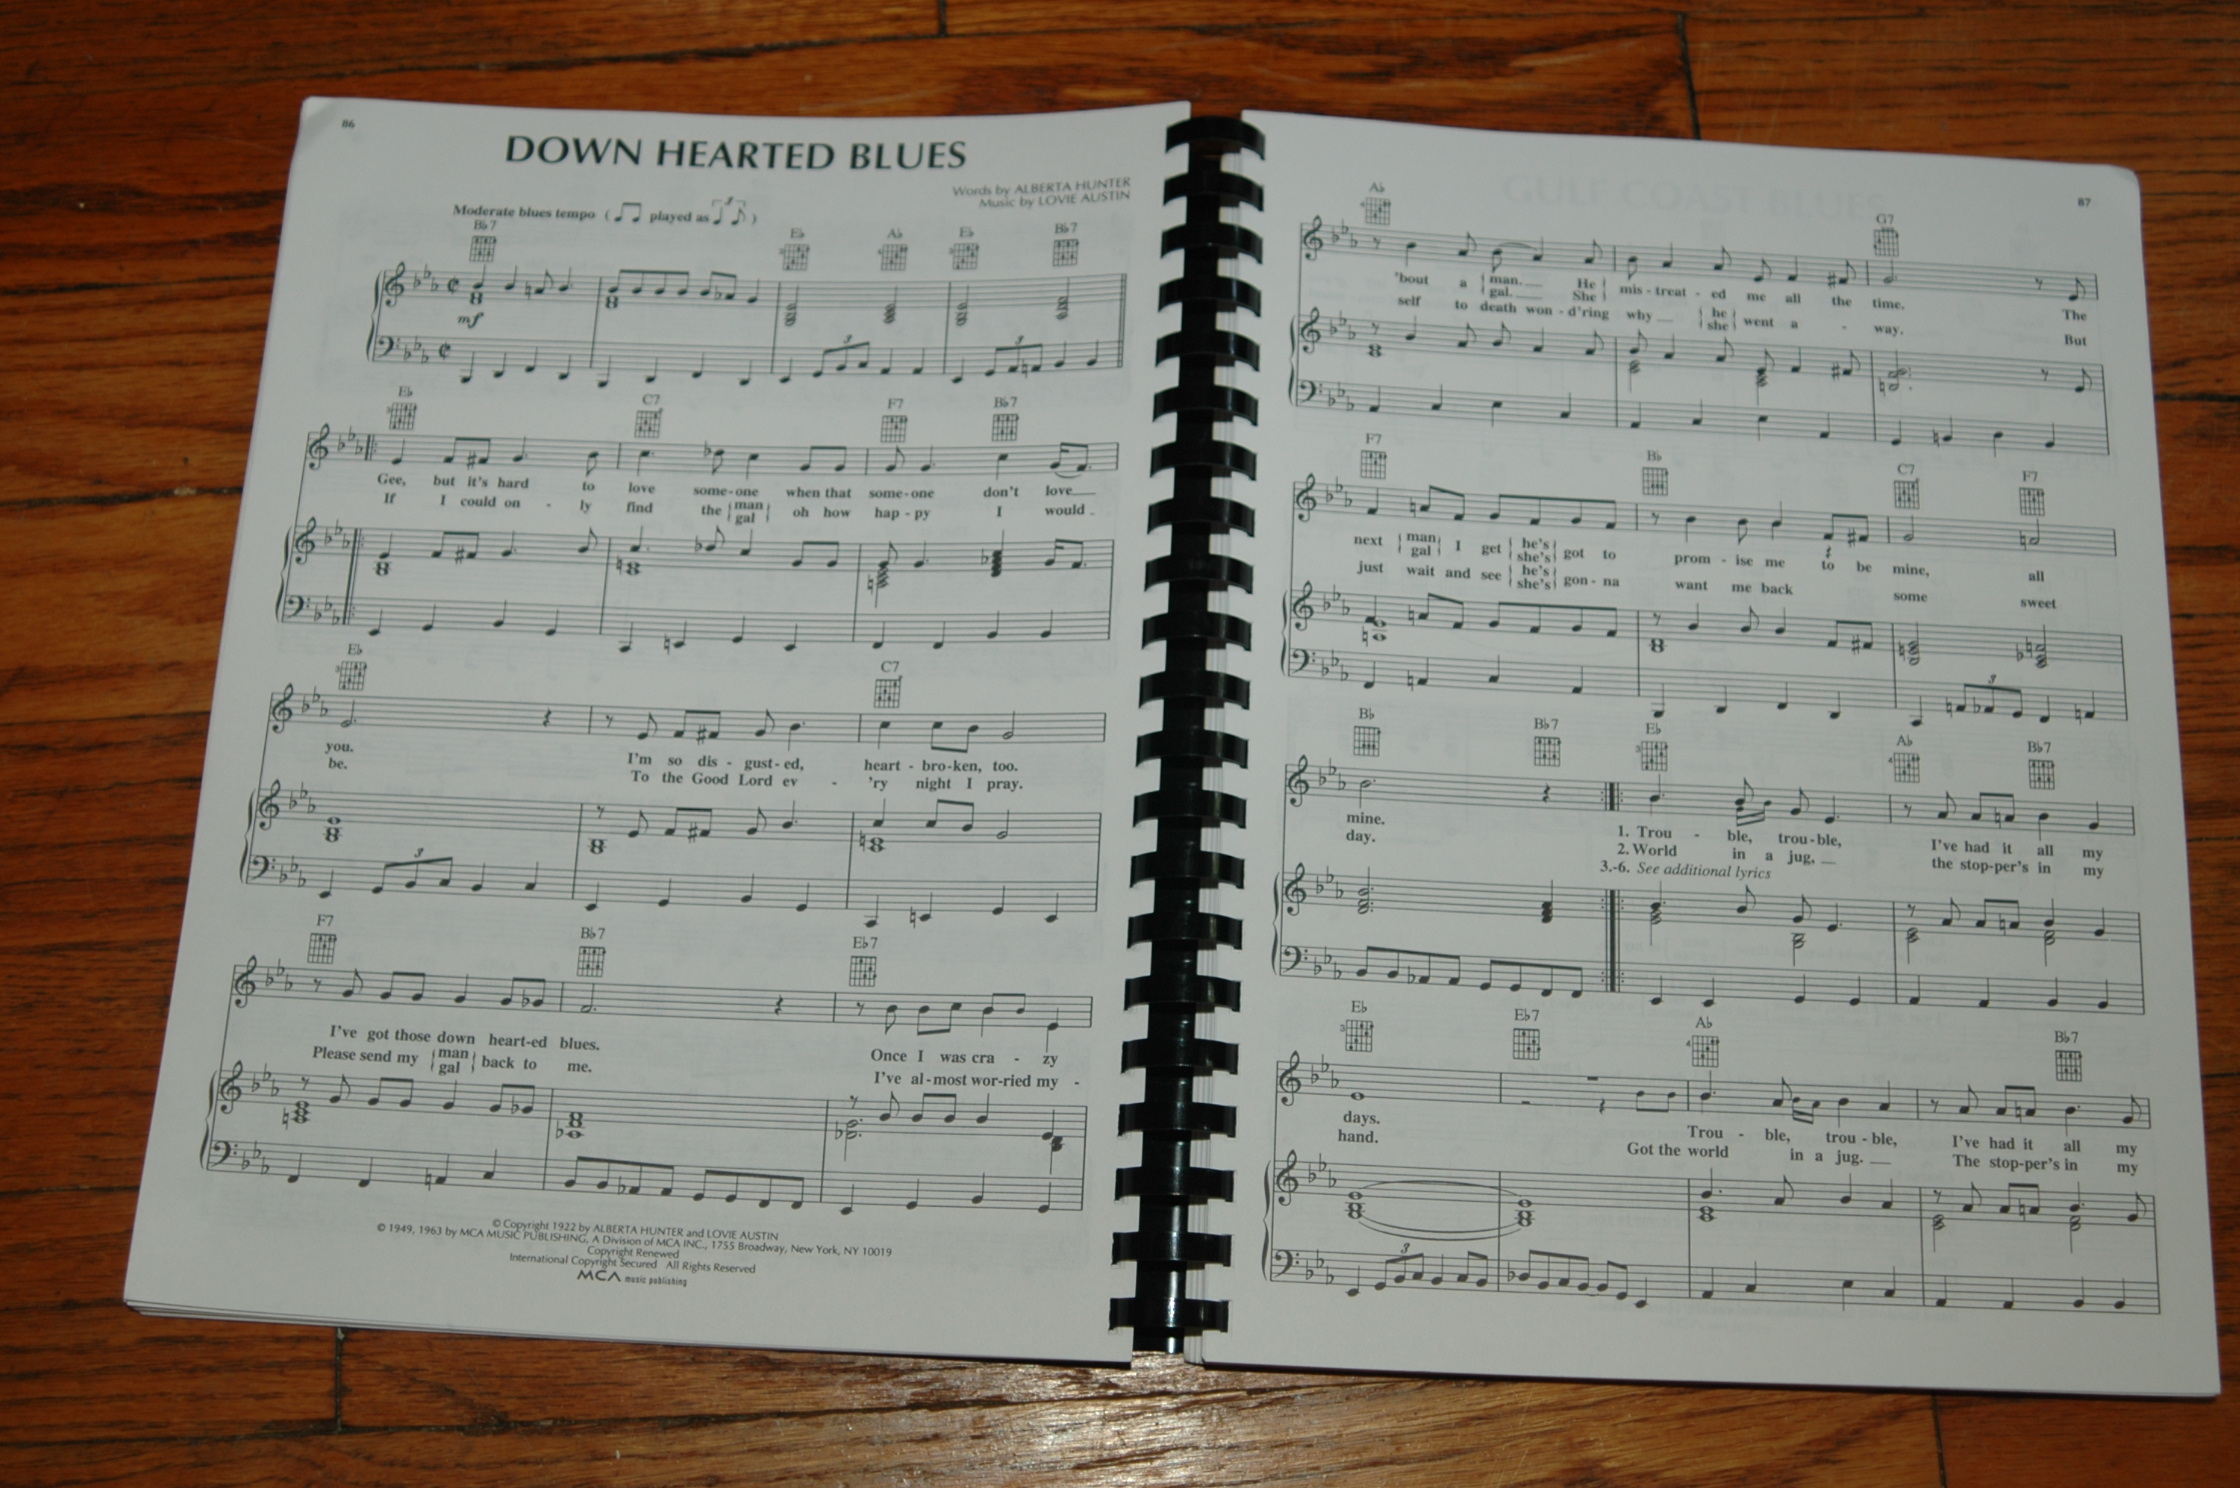 86
DOWN HEARTED BLUES
Words by ALBERTA HUNTER
Music by LOVIE AUSTIN
Moderate blues tempo ( played as 3 )
B♭7 E♭ A♭ E♭ B♭7
mf
3 3
E♭ C7 F7 B♭7
Gee, but it's hard to love some-one when that some-one don't love
If I could on - ly find the man gal oh how hap - py I would
E♭ C7
you. I'm so dis - gust - ed, heart - bro - ken, too.
be. To the Good Lord ev - 'ry night I pray.
3
F7 B♭7 E♭7
I've got those down heart-ed blues. Once I was cra - zy
Please send my man gal back to me. I've al - most wor - ried my -
© Copyright 1922 by ALBERTA HUNTER and LOVIE AUSTIN
© 1949, 1963 by MCA MUSIC PUBLISHING, A Division of MCA INC., 1755 Broadway, New York, NY 10019
Copyright Renewed
International Copyright Secured All Rights Reserved
MCA music publishing
GULF COAST BLUES
87
A♭ G7
'bout a man. gal. He She mis - treat - ed me all the time. The
self to death won - d'ring why he she went a - way. But
F7 B♭ C7 F7
next man gal I get he's she's got to prom - ise me to be mine, all
just wait and see he's she's gon - na want me back some sweet
3
B♭ B♭7 E♭ A♭ B♭7
mine. 1. Trou - ble, trou - ble, I've had it all my
day. 2. World in a jug, the stop-per's in my
3.-6. See additional lyrics
E♭ E♭7 A♭ B♭7
days. Trou - ble, trou - ble, I've had it all my
hand. Got the world in a jug. The stop-per's in my
3